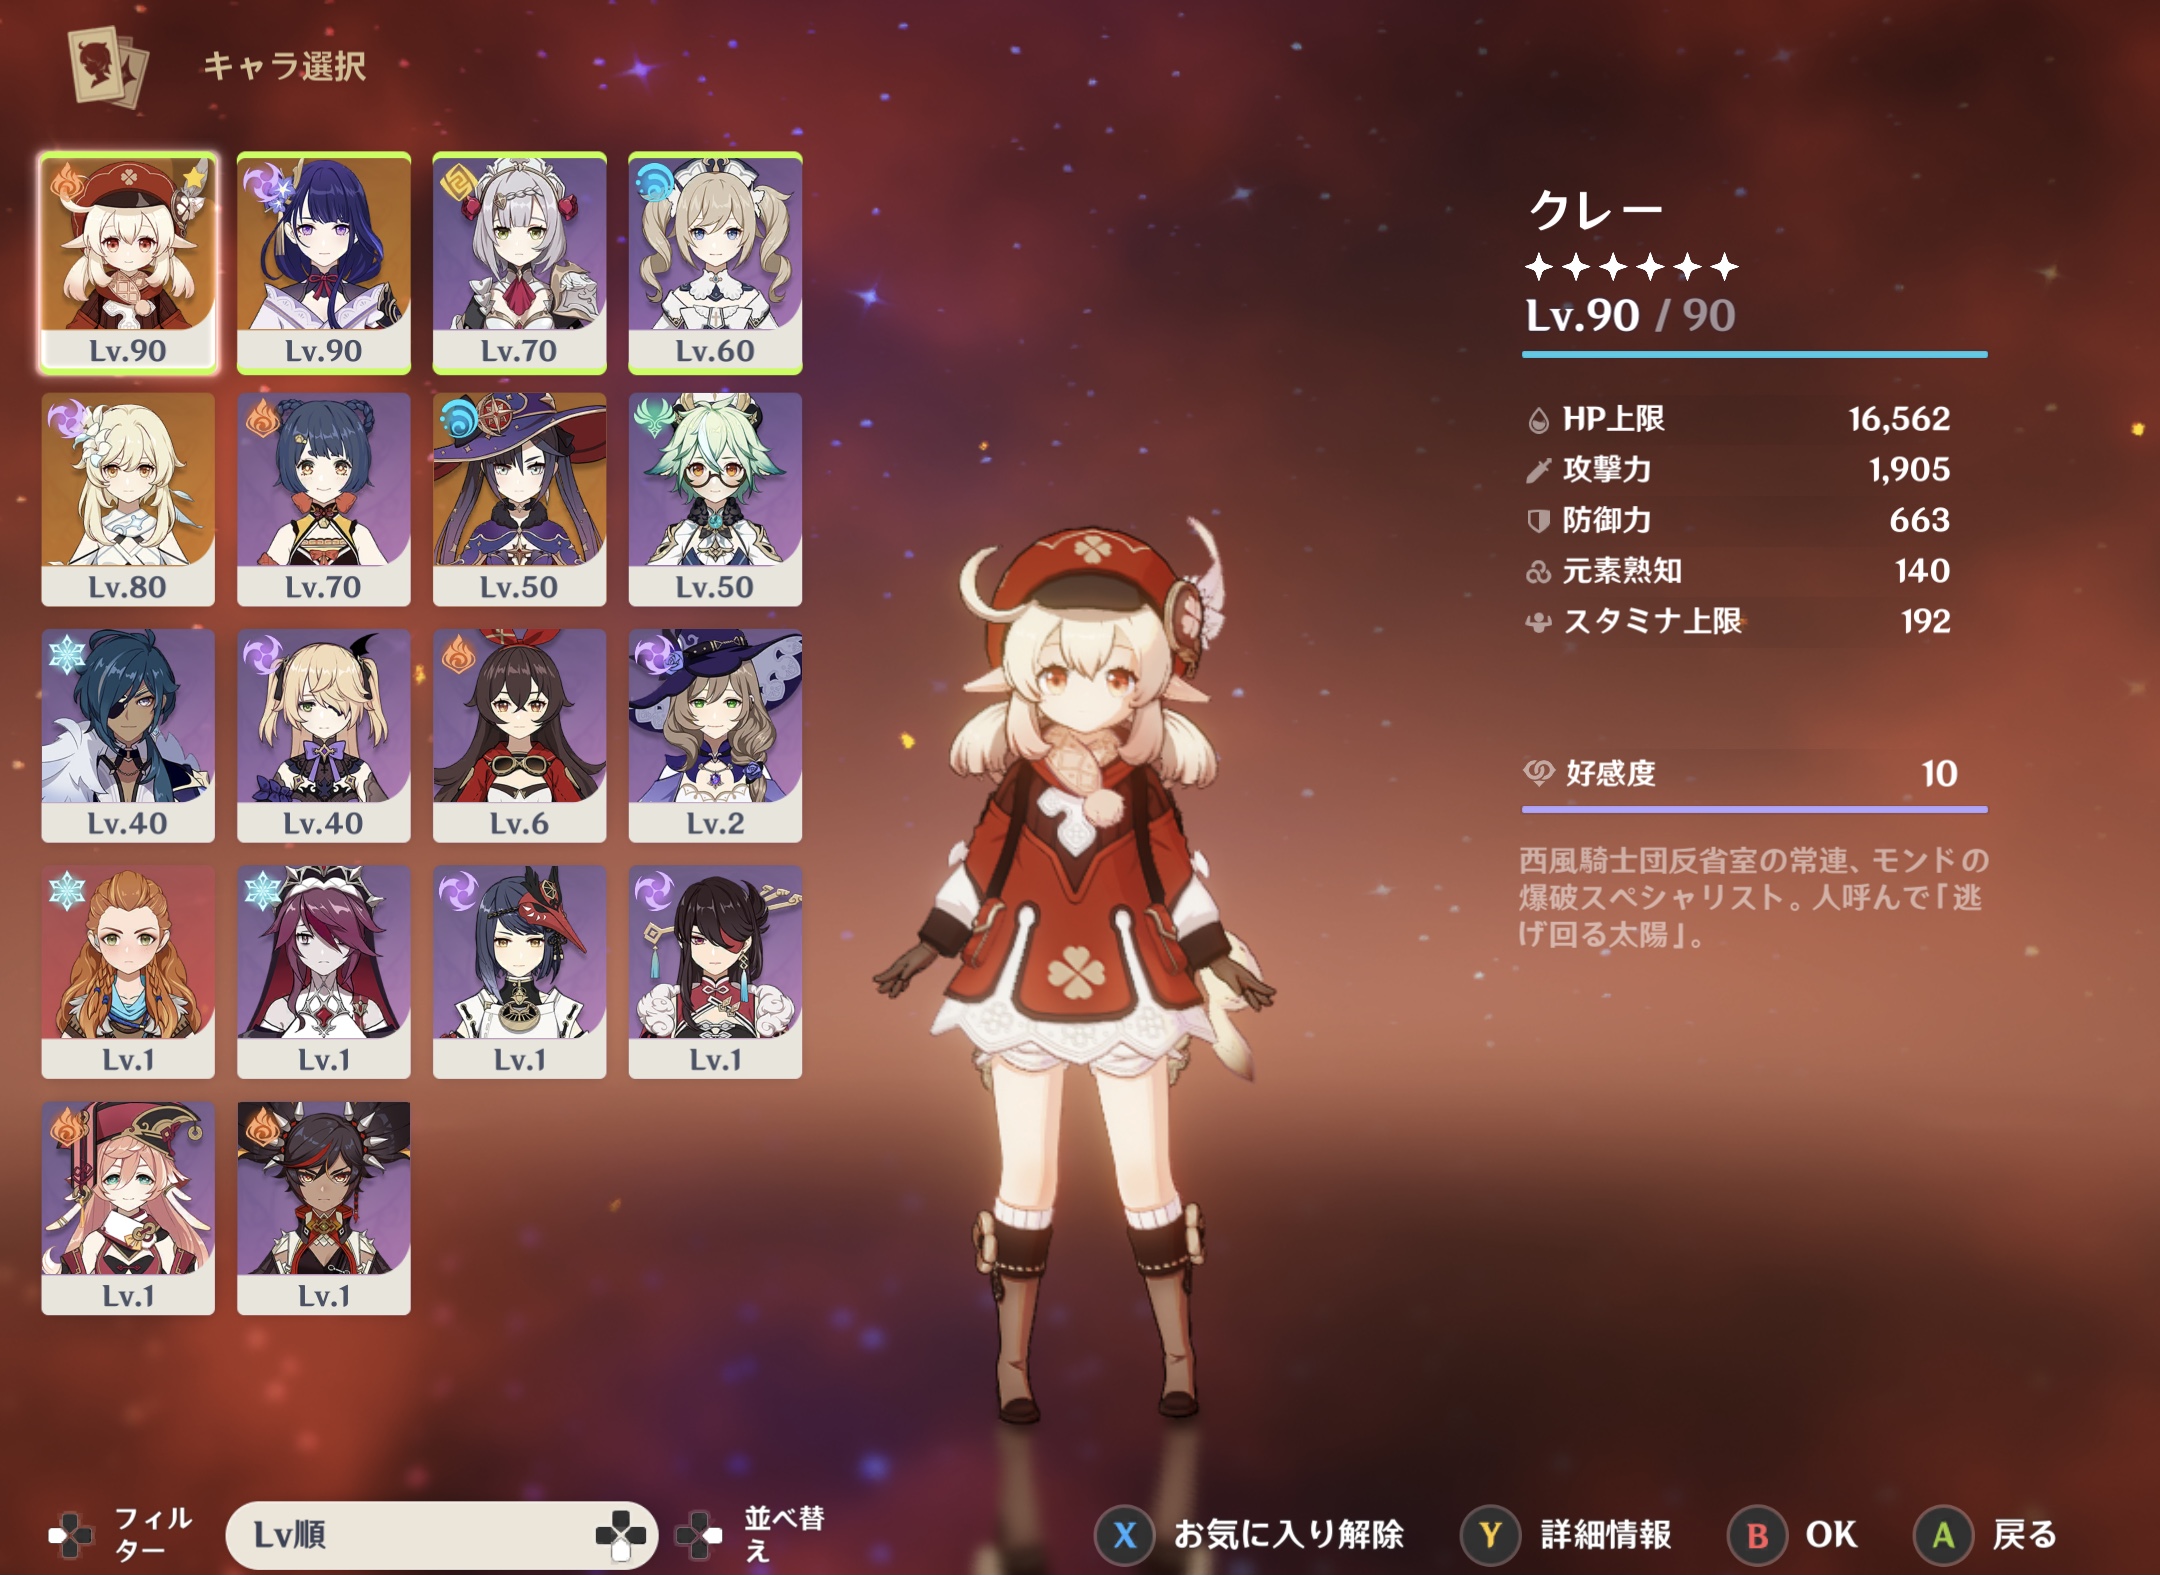 キャラ選択
Lv.90
Lv.90
Lv.70
Lv.60
Lv.80
Lv.70
Lv.50
Lv.50
Lv.40
Lv.40
Lv.6
Lv.2
Lv.1
Lv.1
Lv.1
Lv.1
Lv.1
Lv.1
クレー
Lv.90 / 90
HP上限 16,562
攻撃力 1,905
防御力 663
元素熟知 140
スタミナ上限 192
好感度 10
西風騎士団反省室の常連、モンドの
爆破スペシャリスト。人呼んで「逃
げ回る太陽」。
フィル
ター
Lv順
並べ替
え
X お気に入り解除
Y 詳細情報
B OK
A 戻る